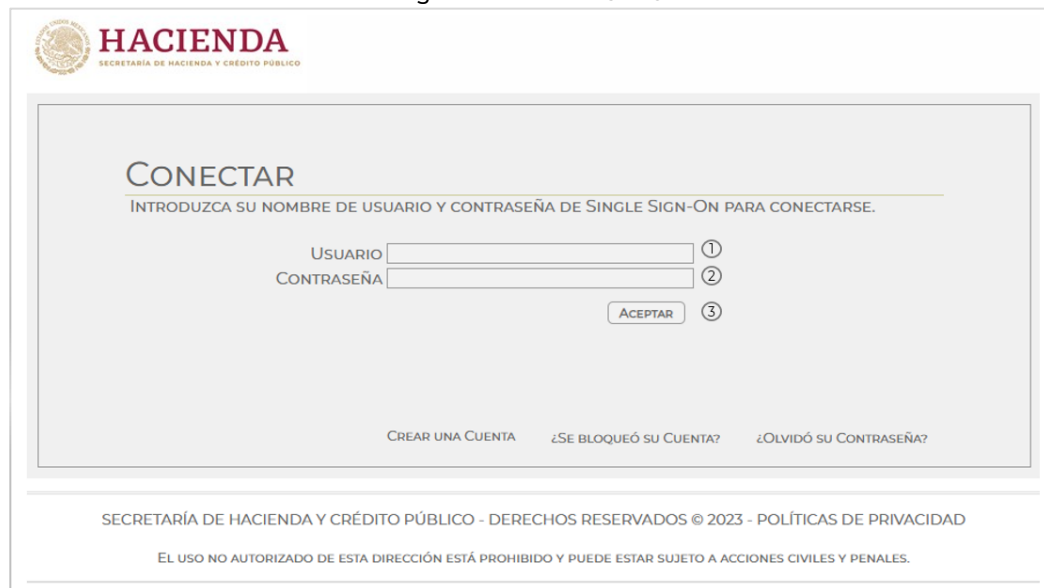 HACIENDA
SECRETARÍA DE HACIENDA Y CRÉDITO PÚBLICO
CONECTAR
INTRODUZCA SU NOMBRE DE USUARIO Y CONTRASEÑA DE SINGLE SIGN-ON PARA CONECTARSE.
USUARIO ①
CONTRASEÑA ②
ACEPTAR ③
CREAR UNA CUENTA ¿SE BLOQUEÓ SU CUENTA? ¿OLVIDÓ SU CONTRASEÑA?
SECRETARÍA DE HACIENDA Y CRÉDITO PÚBLICO - DERECHOS RESERVADOS © 2023 - POLÍTICAS DE PRIVACIDAD
EL USO NO AUTORIZADO DE ESTA DIRECCIÓN ESTÁ PROHIBIDO Y PUEDE ESTAR SUJETO A ACCIONES CIVILES Y PENALES.